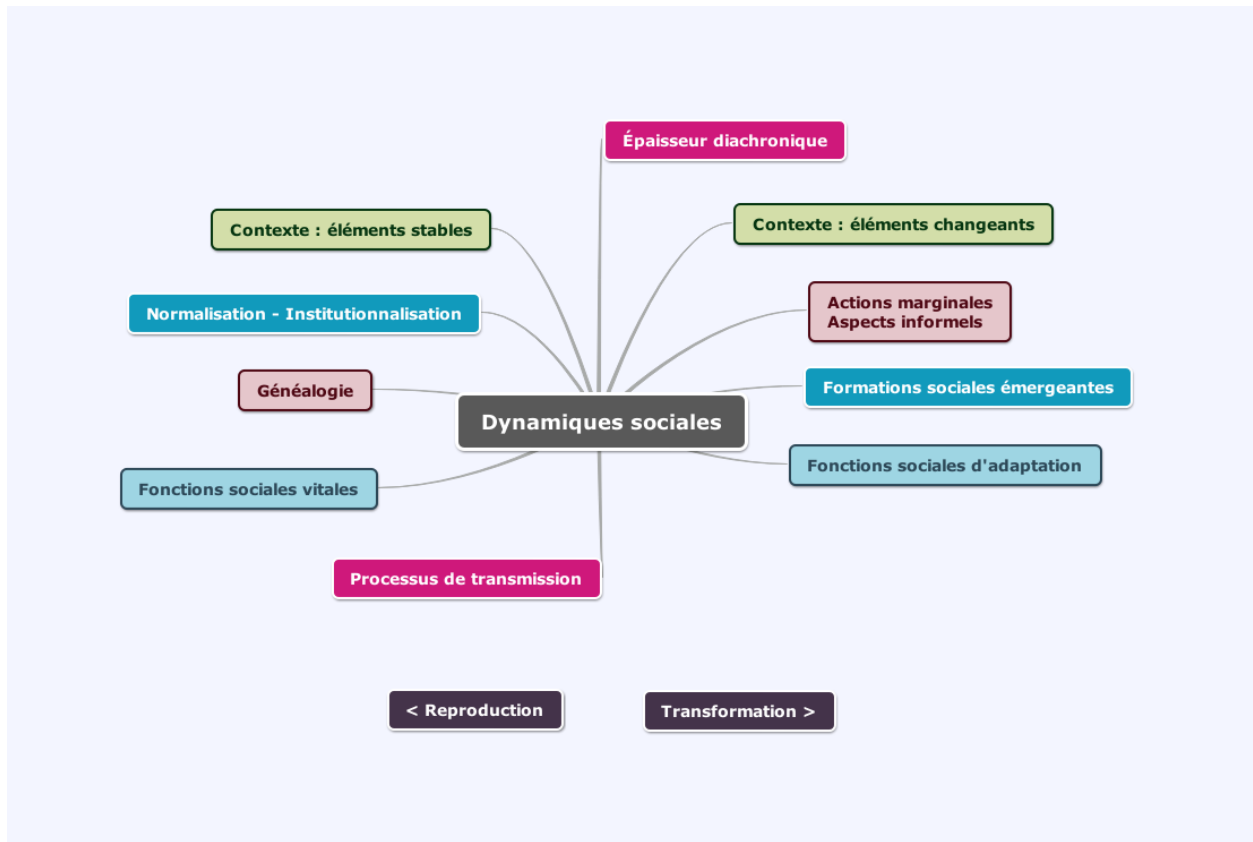 Épaisseur diachronique
Contexte : éléments stables
Contexte : éléments changeants
Normalisation - Institutionnalisation
Actions marginales
Aspects informels
Généalogie
Formations sociales émergeantes
Dynamiques sociales
Fonctions sociales vitales
Fonctions sociales d'adaptation
Processus de transmission
< Reproduction
Transformation >